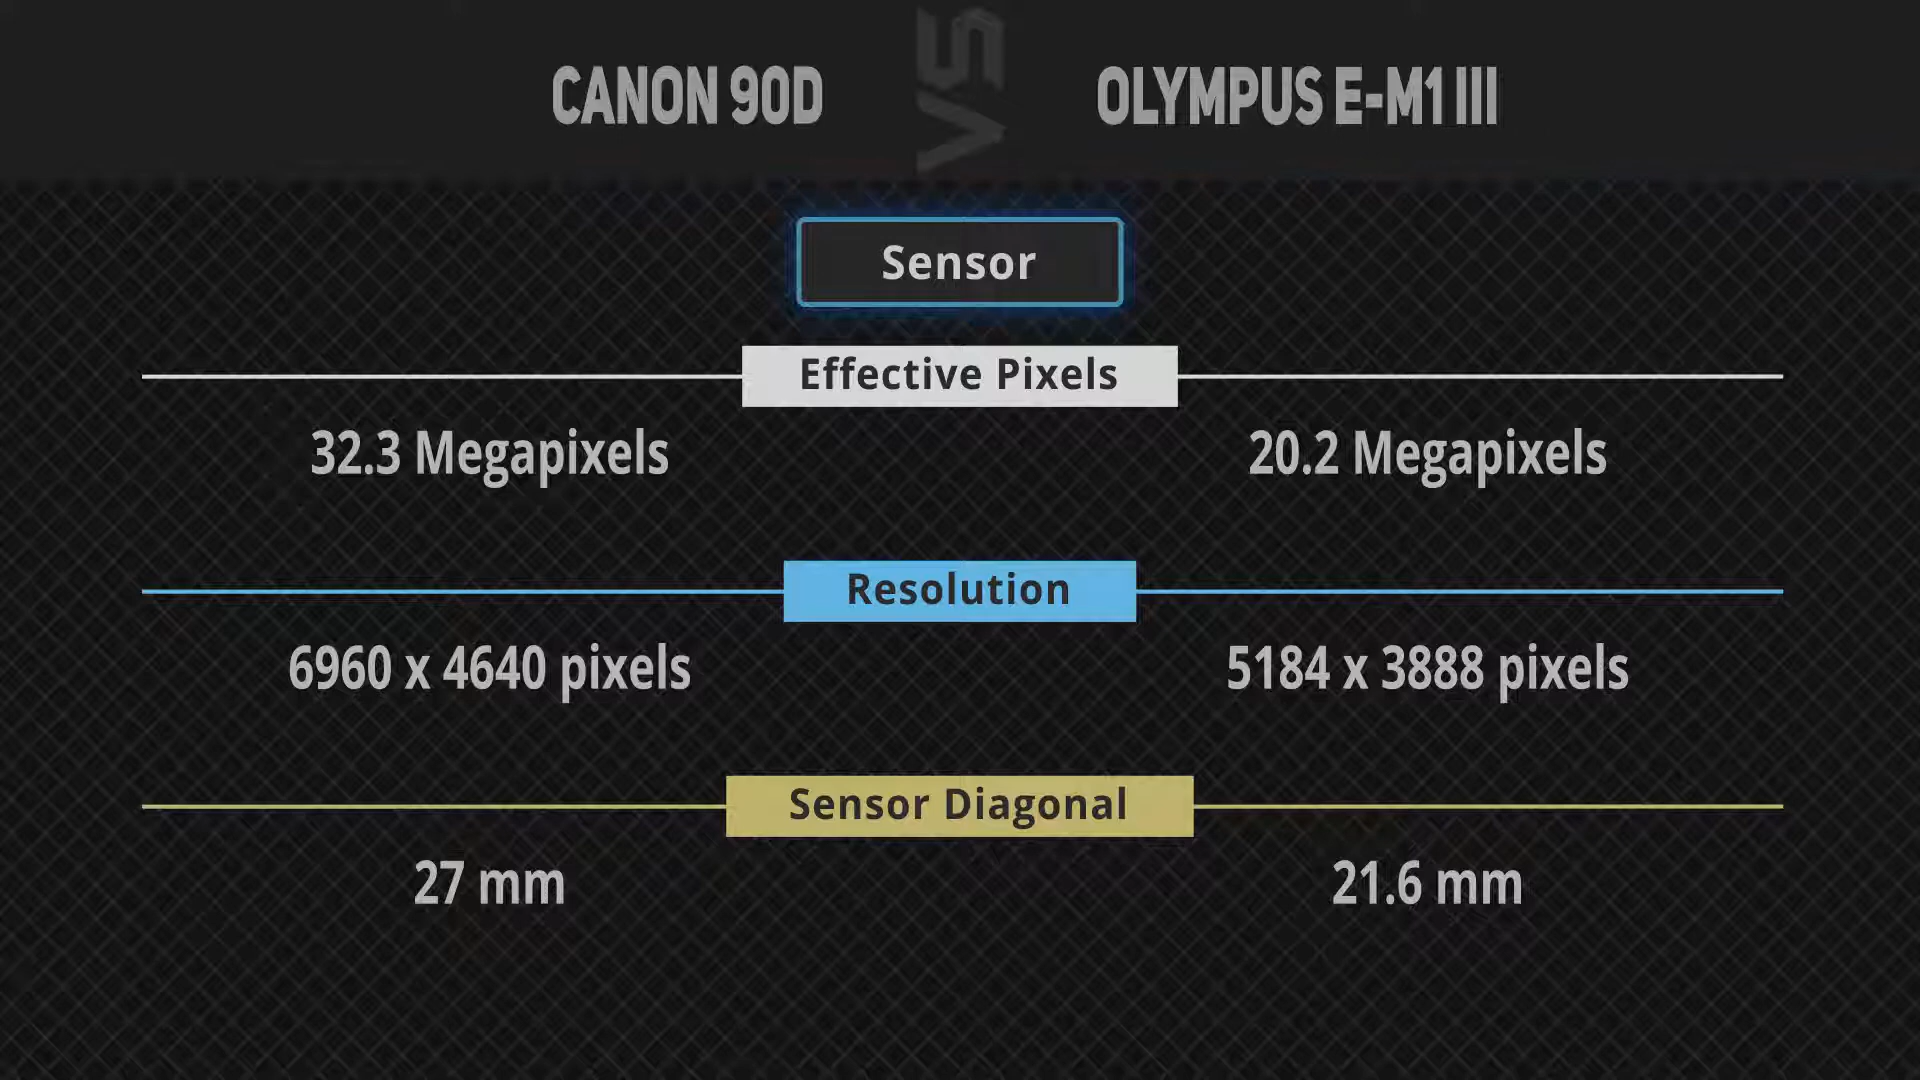 CANON 90D VS OLYMPUS E-M1 III
Sensor
Effective Pixels
32.3 Megapixels 20.2 Megapixels
Resolution
6960 x 4640 pixels 5184 x 3888 pixels
Sensor Diagonal
27 mm 21.6 mm